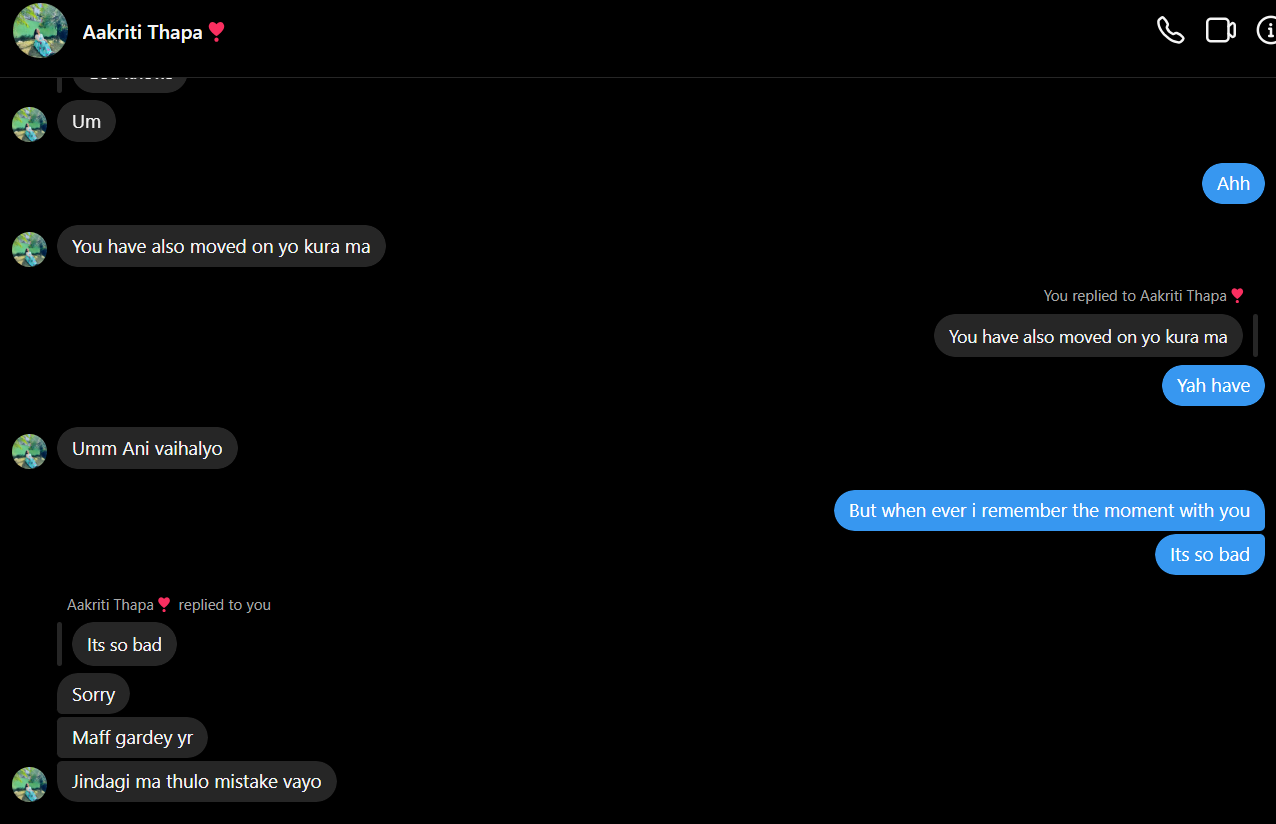 Aakriti Thapa❣️
Um
Ahh
You have also moved on yo kura ma
You replied to Aakriti Thapa❣️
You have also moved on yo kura ma
Yah have
Umm Ani vaihalyo
But when ever i remember the moment with you
Its so bad
Aakriti Thapa❣️ replied to you
Its so bad
Sorry
Maff gardey yr
Jindagi ma thulo mistake vayo